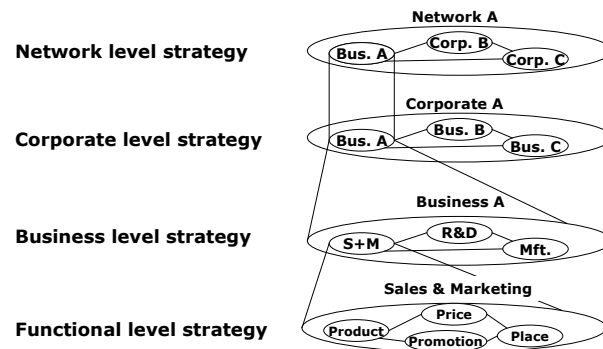 Network A
Network level strategy
Bus. A
Corp. B
Corp. C
Corporate A
Corporate level strategy
Bus. A
Bus. B
Bus. C
Business A
Business level strategy
S+M
R&D
Mft.
Sales & Marketing
Functional level strategy
Product
Price
Promotion
Place